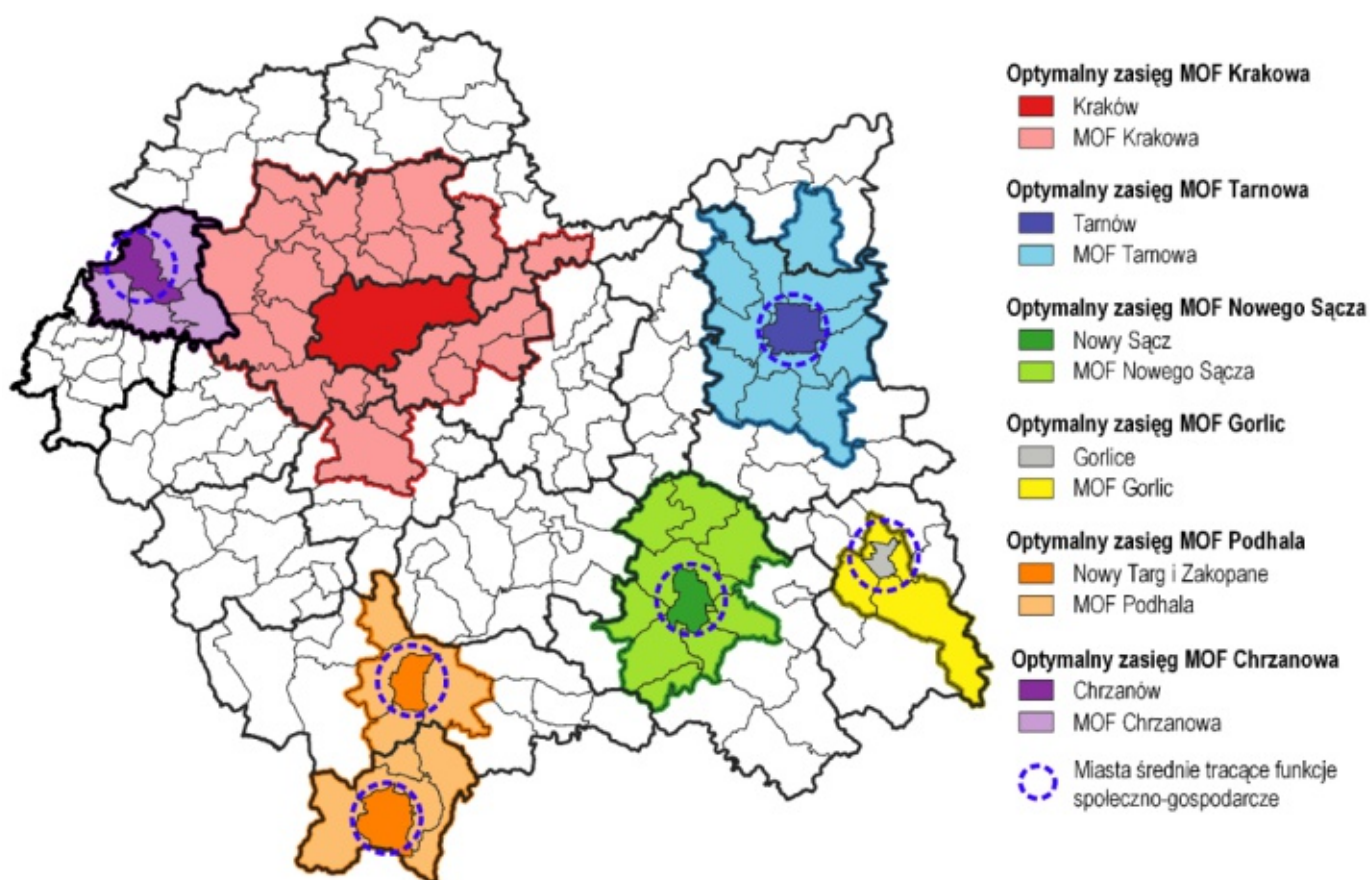 Optymalny zasięg MOF Krakowa
Kraków
MOF Krakowa
Optymalny zasięg MOF Tarnowa
Tarnów
MOF Tarnowa
Optymalny zasięg MOF Nowego Sącza
Nowy Sącz
MOF Nowego Sącza
Optymalny zasięg MOF Gorlic
Gorlice
MOF Gorlic
Optymalny zasięg MOF Podhala
Nowy Targ i Zakopane
MOF Podhala
Optymalny zasięg MOF Chrzanowa
Chrzanów
MOF Chrzanowa
Miasta średnie tracące funkcje
społeczno-gospodarcze